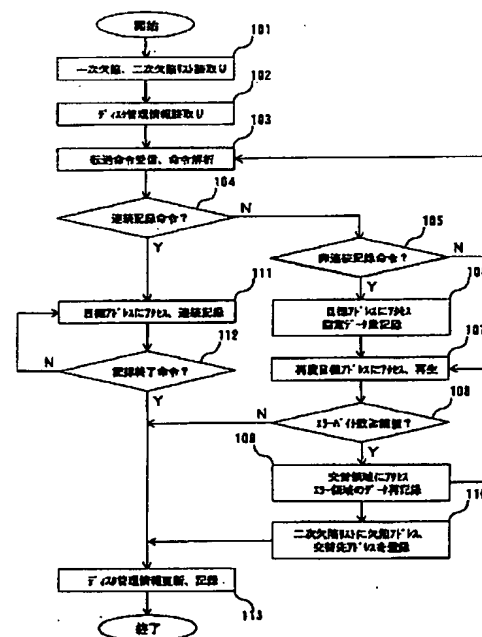 開始
101
一次欠陥、二次欠陥リスト読取り
102
ディスク管理情報読取り
103
転送命令受信、命令解析
104
連続記録命令?
N
Y
105
非連続記録命令?
N
Y
111
目標アドレスにアクセス、連続記録
目標アドレスにアクセス
指定データ数記録
107
再度目標アドレスにアクセス、再生
112
記録終了命令?
N
Y
108
エラーバイト数≧閾値?
N
Y
109
交替領域にアクセス
エラー領域のデータ再記録
110
二次欠陥リストに欠陥アドレス、
交替先アドレスを登録
ディスク管理情報更新、記録
113
終了